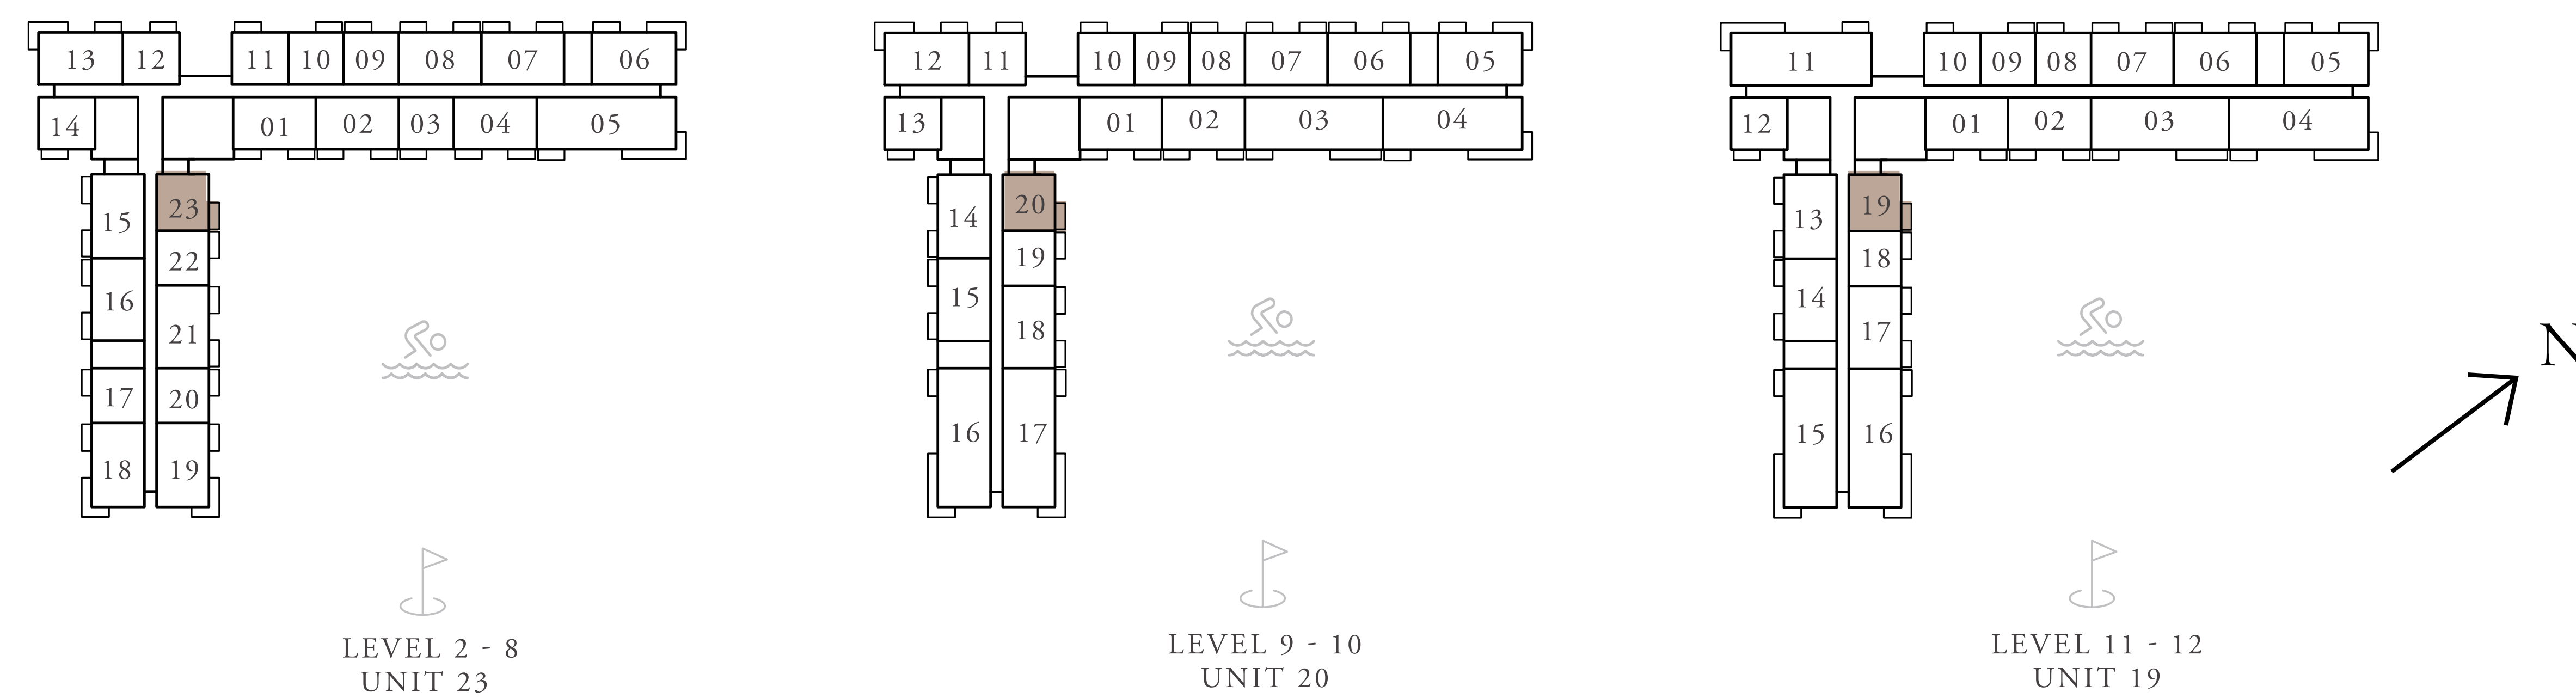 13 12 11 10 09 08 07 06
14 01 02 03 04 05
15 23
22
16
21
17 20
18 19
LEVEL 2 - 8
UNIT 23
12 11 10 09 08 07 06 05
13 01 02 03 04
14 20
19
15
18
16 17
LEVEL 9 - 10
UNIT 20
11 10 09 08 07 06 05
12 01 02 03 04
13 19
18
14
17
15 16
LEVEL 11 - 12
UNIT 19
N